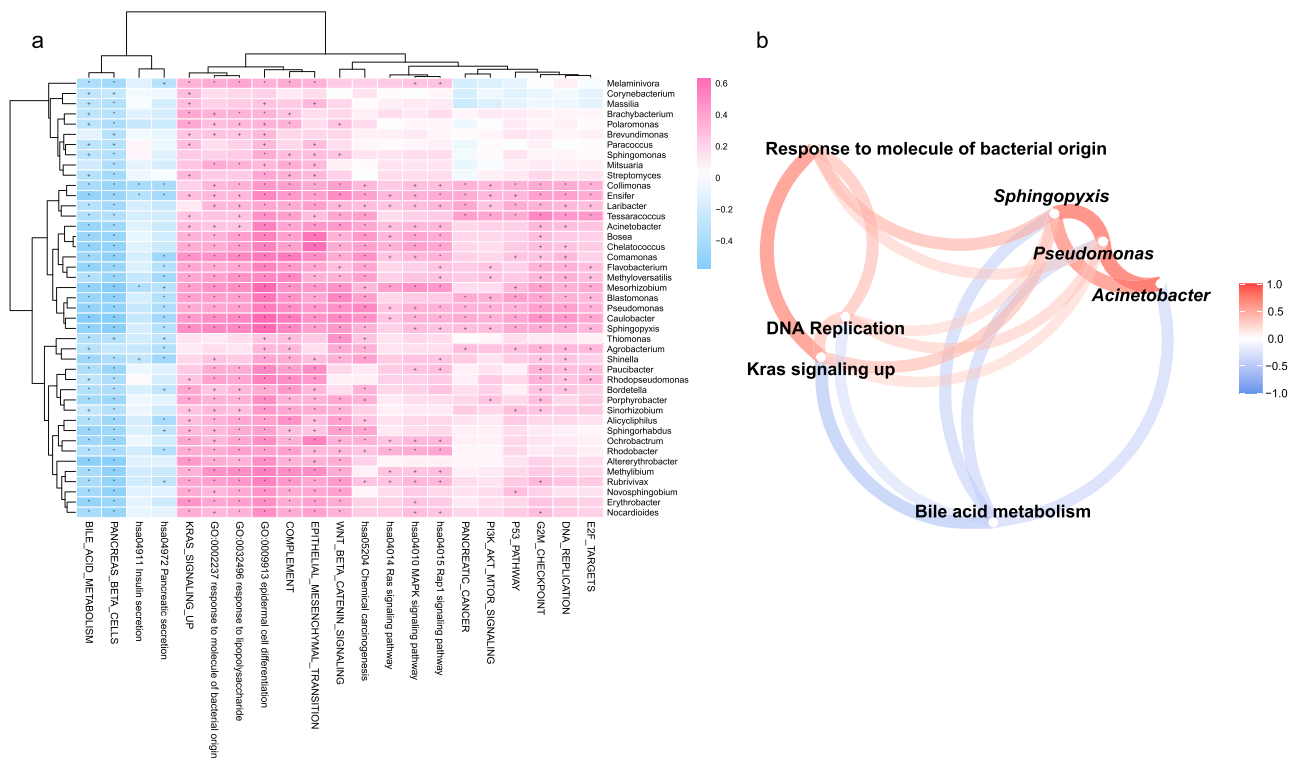 a
0.6
0.4
0.2
0
−0.2
−0.4
Melaminivora
Corynebacterium
Massilia
Brachybacterium
Polaromonas
Brevundimonas
Paracoccus
Sphingomonas
Mitsuaria
Streptomyces
Collimonas
Ensifer
Laribacter
Tessaracoccus
Acinetobacter
Bosea
Chelatococcus
Comamonas
Flavobacterium
Methyloversatilis
Mesorhizobium
Blastomonas
Pseudomonas
Caulobacter
Sphingopyxis
Thiomonas
Agrobacterium
Shinella
Paucibacter
Rhodopseudomonas
Bordetella
Porphyrobacter
Sinorhizobium
Alicycliphilus
Sphingorhabdus
Ochrobactrum
Rhodobacter
Altererythrobacter
Methylibium
Rubrivivax
Novosphingobium
Erythrobacter
Nocardioides
BILE_ACID_METABOLISM
PANCREAS_BETA_CELLS
hsa04911 Insulin secretion
hsa04972 Pancreatic secretion
KRAS_SIGNALING_UP
GO:0002237 response to molecule of bacterial origin
GO:0032496 response to lipopolysaccharide
GO:0009913 epidermal cell differentiation
COMPLEMENT
EPITHELIAL_MESENCHYMAL_TRANSITION
WNT_BETA_CATENIN_SIGNALING
hsa05204 Chemical carcinogenesis
hsa04014 Ras signaling pathway
hsa04010 MAPK signaling pathway
hsa04015 Rap1 signaling pathway
PANCREATIC_CANCER
PI3K_AKT_MTOR_SIGNALING
P53_PATHWAY
G2M_CHECKPOINT
DNA_REPLICATION
E2F_TARGETS
b
Response to molecule of bacterial origin
Sphingopyxis
Pseudomonas
Acinetobacter
DNA Replication
Kras signaling up
Bile acid metabolism
1.0
0.5
0.0
−0.5
−1.0